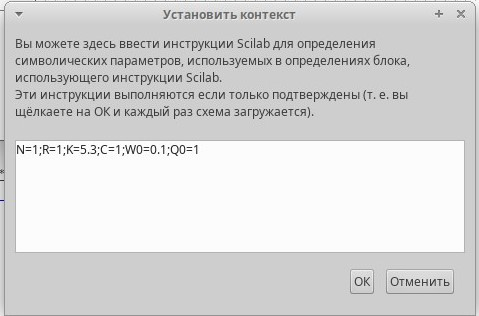 Установить контекст
Вы можете здесь ввести инструкции Scilab для определения
символических параметров, используемых в определениях блока,
использующего инструкции Scilab.
Эти инструкции выполняются если только подтверждены (т. е. вы
щёлкаете на ОК и каждый раз схема загружается).
N=1;R=1;K=5.3;C=1;W0=0.1;Q0=1
ОК Отменить